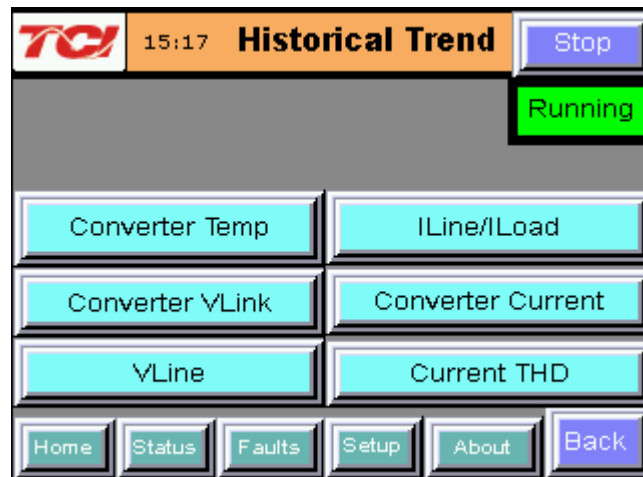 TCI 15:17 Historical Trend Stop
Running
Converter Temp ILine/ILoad
Converter VLink Converter Current
VLine Current THD
Home Status Faults Setup About Back